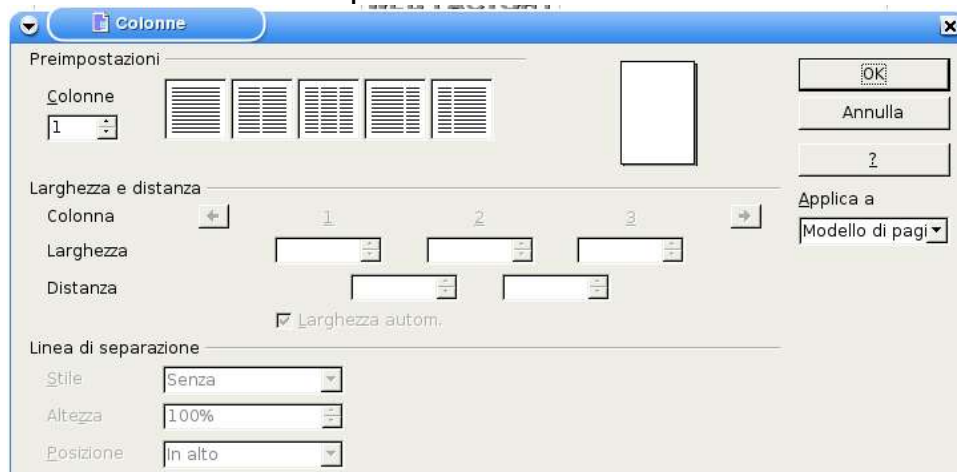 Colonne
Preimpostazioni
Colonne
1
OK
Annulla
?
Applica a
Modello di pagi
Larghezza e distanza
Colonna 1 2 3
Larghezza
Distanza
Larghezza autom.
Linea di separazione
Stile Senza
Altezza 100%
Posizione In alto